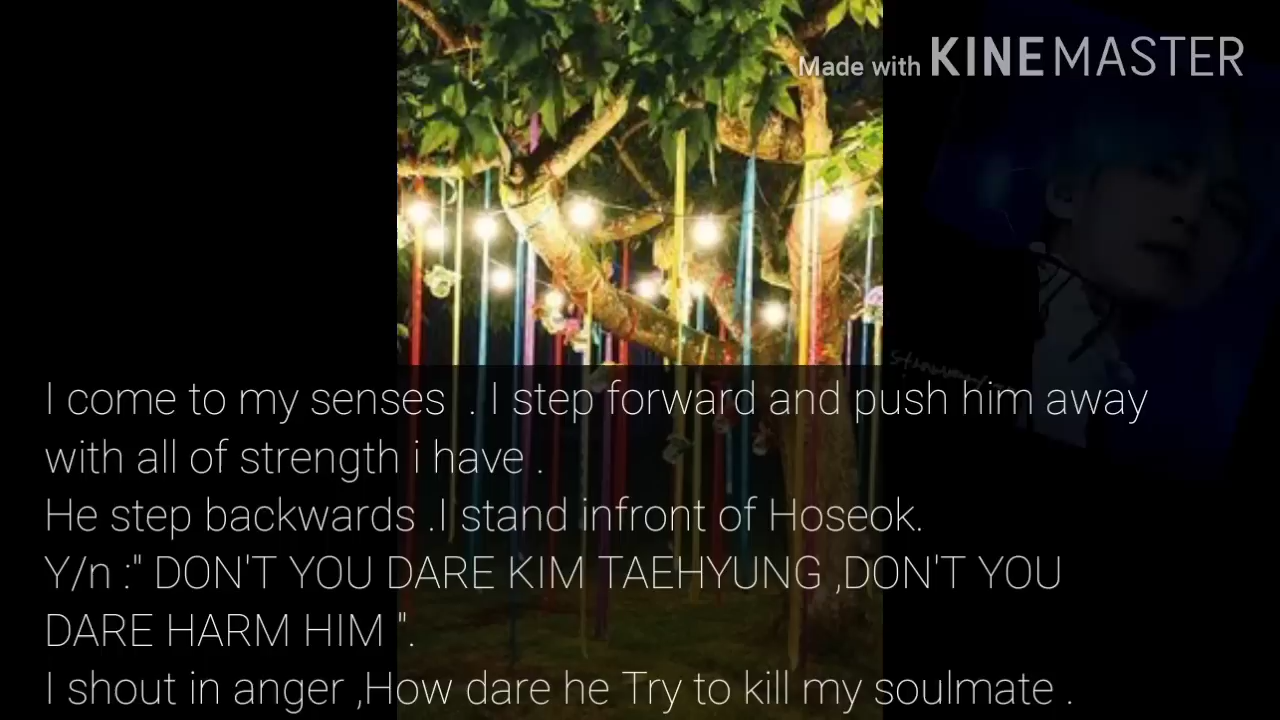 Made with KINEMASTER
I come to my senses . I step forward and push him away
with all of strength i have .
He step backwards .I stand infront of Hoseok.
Y/n :" DON'T YOU DARE KIM TAEHYUNG ,DON'T YOU
DARE HARM HIM ".
I shout in anger ,How dare he Try to kill my soulmate .